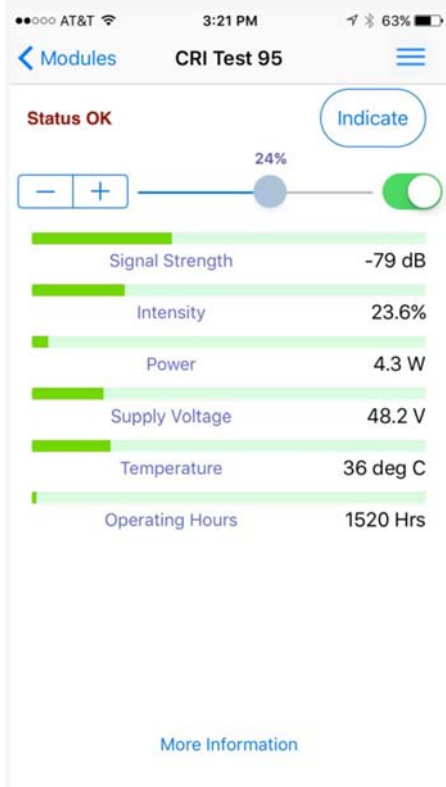 AT&T 3:21 PM 63%
Modules CRI Test 95
Status OK Indicate
24%
− +
Signal Strength -79 dB
Intensity 23.6%
Power 4.3 W
Supply Voltage 48.2 V
Temperature 36 deg C
Operating Hours 1520 Hrs
More Information